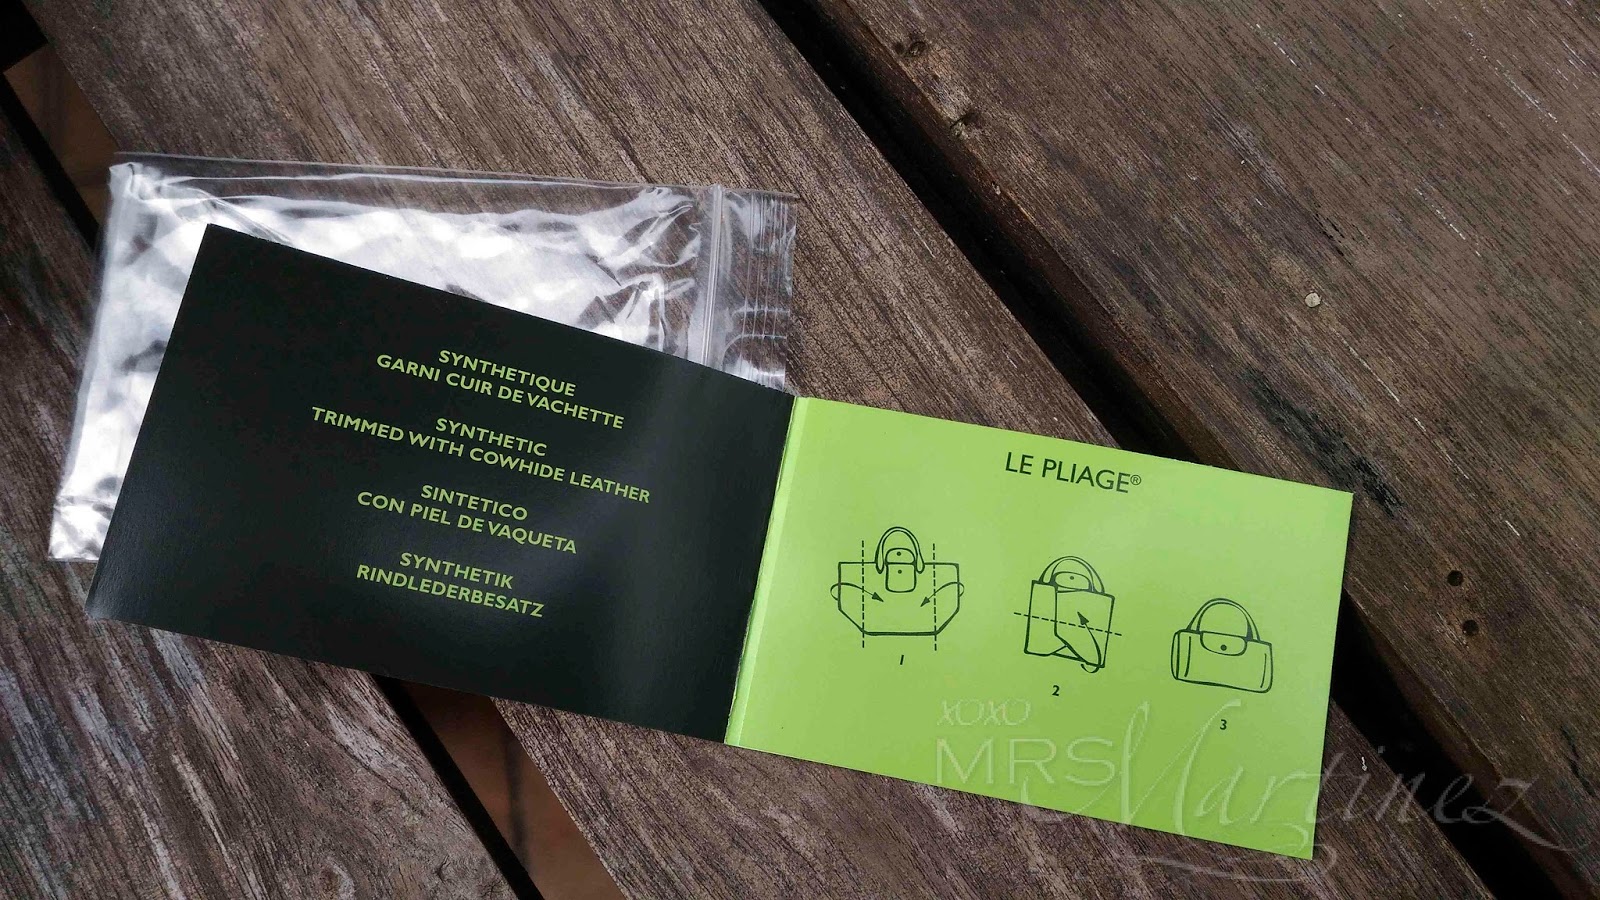 SYNTHETIQUE
GARNI CUIR DE VACHETTE
SYNTHETIC
TRIMMED WITH COWHIDE LEATHER
SINTETICO
CON PIEL DE VAQUETA
SYNTHETIK
RINDLEDERBESATZ
LE PLIAGE®
1
2
3
XOXO
MRS Martinez